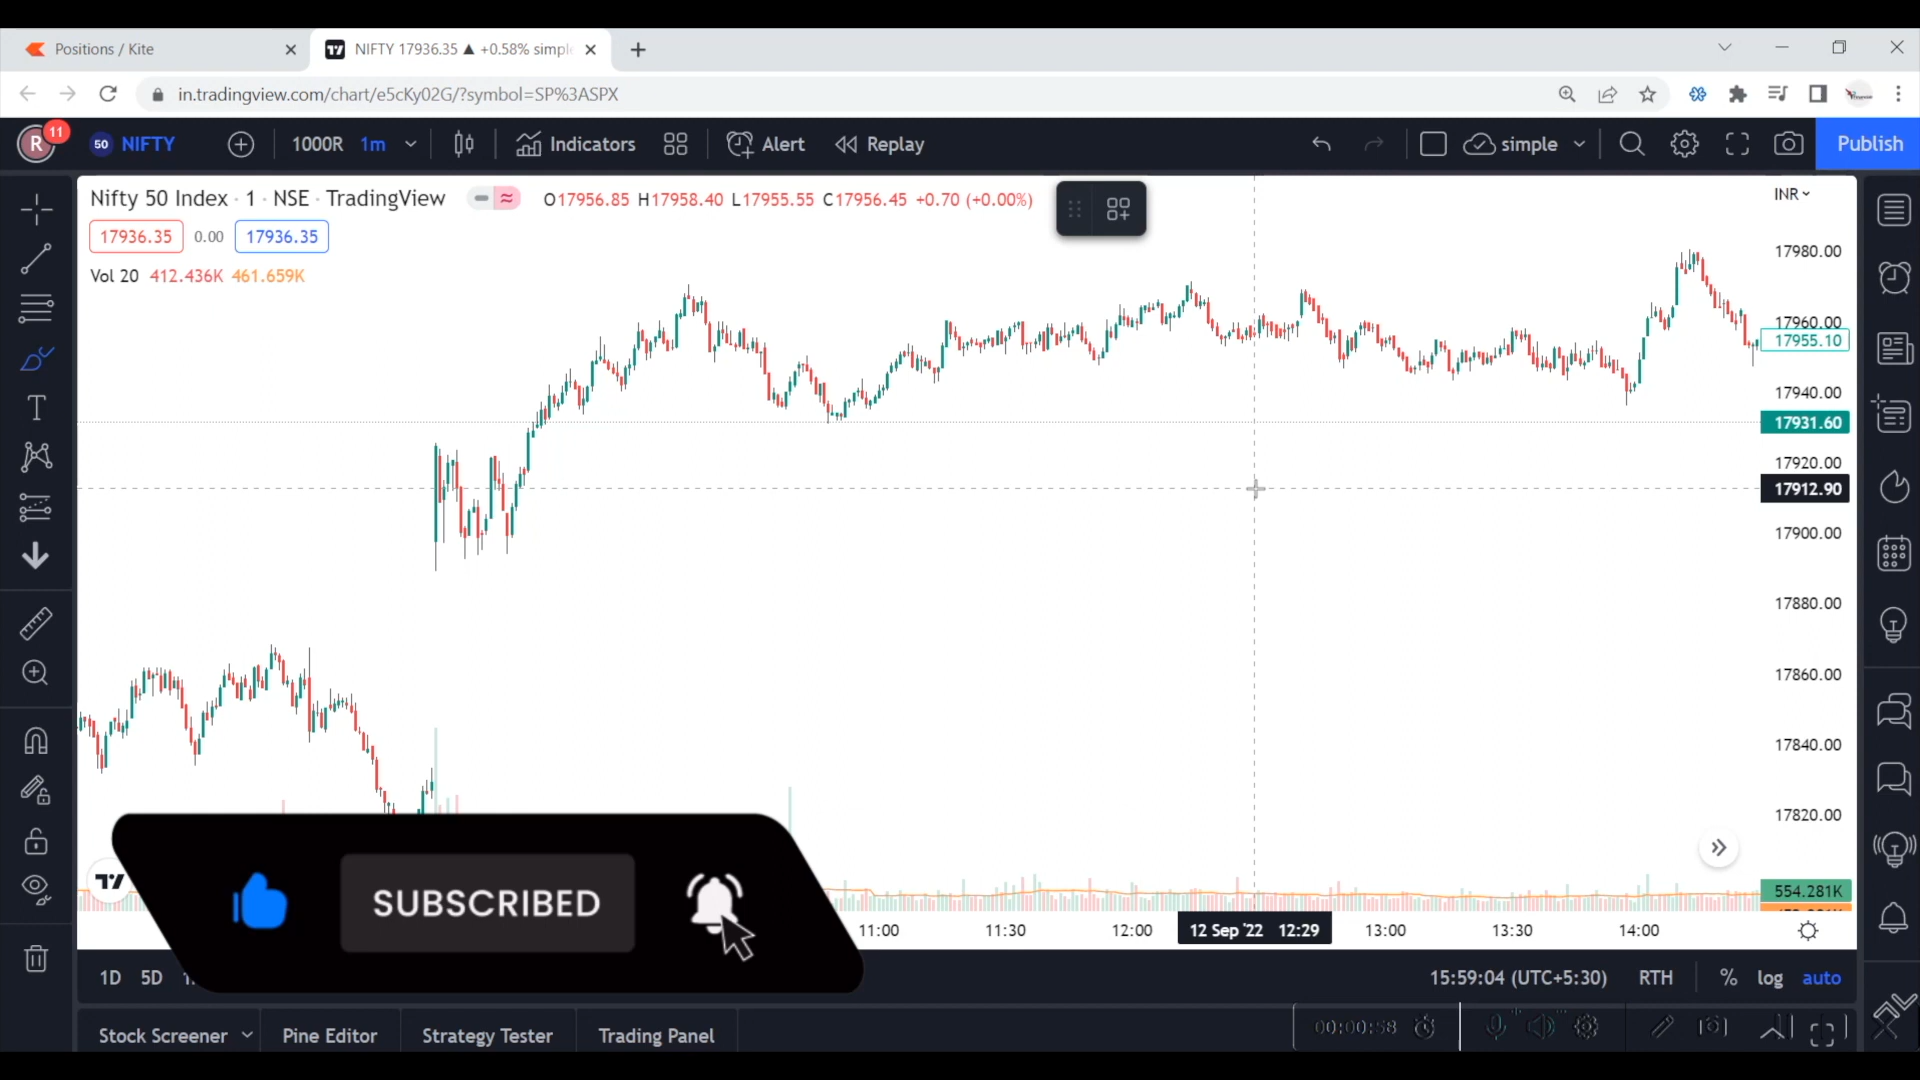 Positions / Kite
NIFTY 17936.35 ▲ +0.58% simple
in.tradingview.com/chart/e5cKy02G/?symbol=SP%3ASPX
R 11 50 NIFTY 1000R 1m Indicators Alert Replay simple Publish
Nifty 50 Index · 1 · NSE · TradingView O17956.85 H17958.40 L17955.55 C17956.45 +0.70 (+0.00%)
INR
17936.35 0.00 17936.35
Vol 20 412.436K 461.659K
17980.00
17960.00
17955.10
17940.00
17931.60
17920.00
17912.90
17900.00
17880.00
17860.00
17840.00
17820.00
554.281K
SUBSCRIBED
11:00 11:30 12:00 12 Sep '22 12:29 13:00 13:30 14:00
1D 5D 15:59:04 (UTC+5:30) RTH % log auto
Stock Screener Pine Editor Strategy Tester Trading Panel 00:00:58